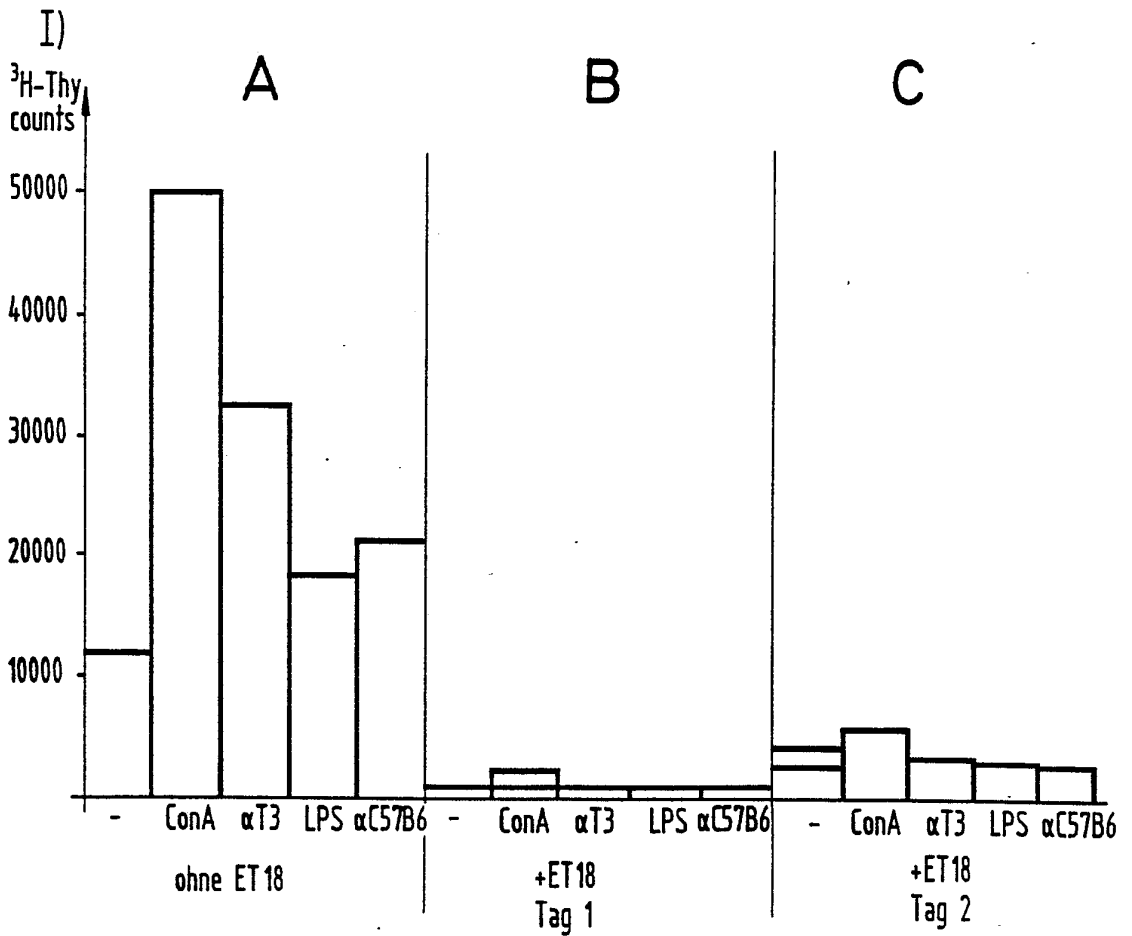 I)
A B C
³H-Thy
counts
50000
40000
30000
20000
10000
- ConA αT3 LPS αC57B6 - ConA αT3 LPS αC57B6 - ConA αT3 LPS αC57B6
ohne ET18 +ET18 +ET18
Tag 1 Tag 2